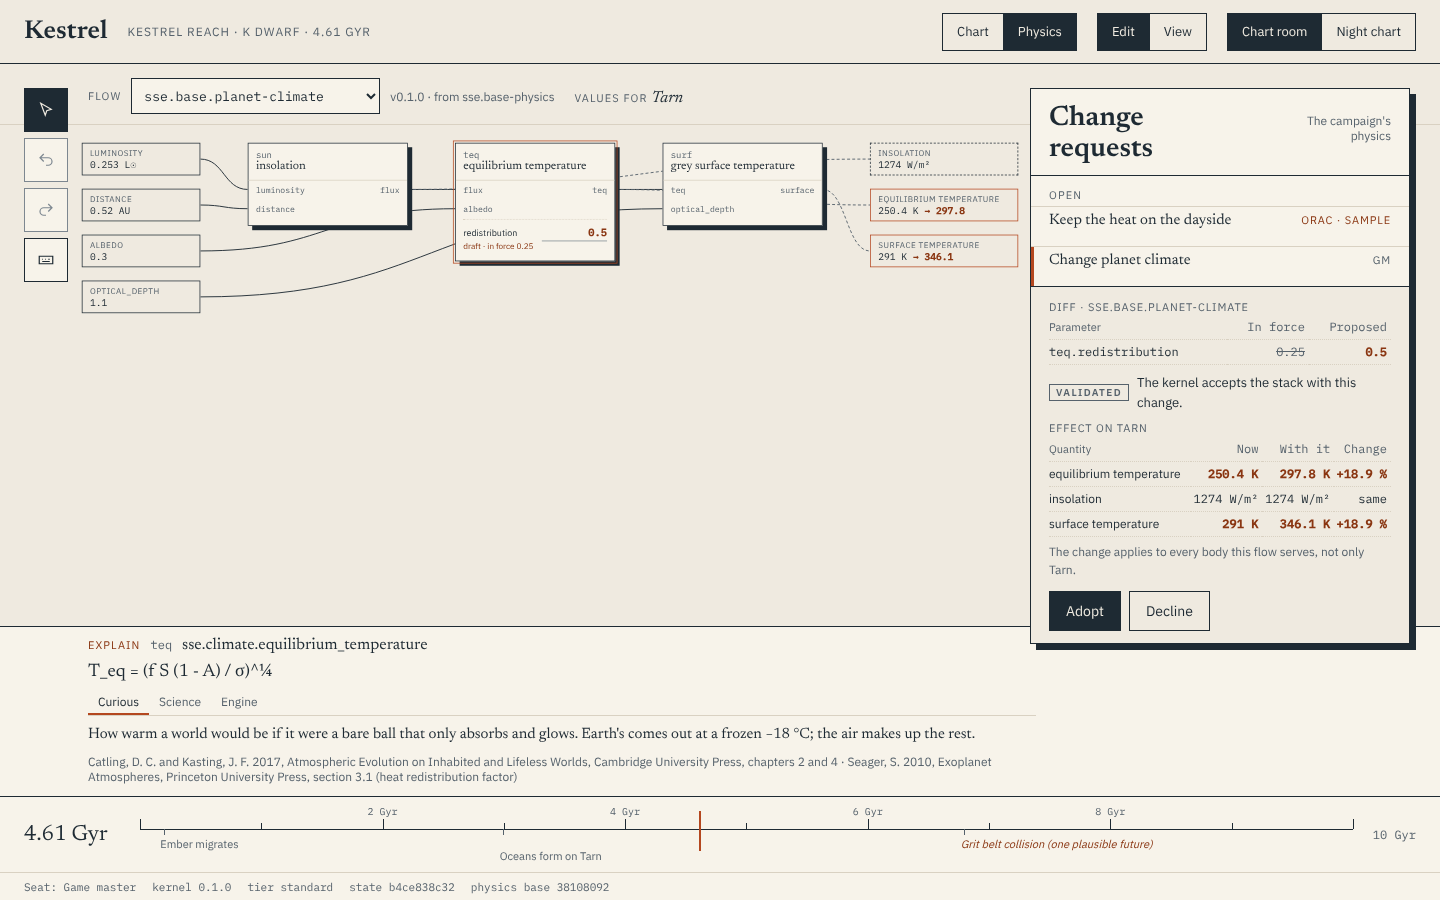 Kestrel
KESTREL REACH · K DWARF · 4.61 GYR
Chart Physics
Edit View
Chart room Night chart
FLOW sse.base.planet-climate v0.1.0 · from sse.base-physics VALUES FOR Tarn
LUMINOSITY
0.253 L☉
DISTANCE
0.52 AU
ALBEDO
0.3
OPTICAL_DEPTH
1.1
sun
insolation
luminosity flux
distance
teq
equilibrium temperature
flux teq
albedo
redistribution 0.5
draft · in force 0.25
surf
grey surface temperature
teq surface
optical_depth
INSOLATION
1274 W/m²
EQUILIBRIUM TEMPERATURE
250.4 K → 297.8
SURFACE TEMPERATURE
291 K → 346.1
Change
requests
The campaign's
physics
OPEN
Keep the heat on the dayside ORAC · SAMPLE
Change planet climate GM
DIFF · SSE.BASE.PLANET-CLIMATE
Parameter In force Proposed
teq.redistribution 0.25 0.5
VALIDATED The kernel accepts the stack with this
change.
EFFECT ON TARN
Quantity Now With it Change
equilibrium temperature 250.4 K 297.8 K +18.9 %
insolation 1274 W/m² 1274 W/m² same
surface temperature 291 K 346.1 K +18.9 %
The change applies to every body this flow serves, not only
Tarn.
Adopt Decline
EXPLAIN teq sse.climate.equilibrium_temperature
T_eq = (f S (1 - A) / σ)^¼
Curious Science Engine
How warm a world would be if it were a bare ball that only absorbs and glows. Earth's comes out at a frozen −18 °C; the air makes up the rest.
Catling, D. C. and Kasting, J. F. 2017, Atmospheric Evolution on Inhabited and Lifeless Worlds, Cambridge University Press, chapters 2 and 4 · Seager, S. 2010, Exoplanet
Atmospheres, Princeton University Press, section 3.1 (heat redistribution factor)
4.61 Gyr
2 Gyr 4 Gyr 6 Gyr 8 Gyr
10 Gyr
Ember migrates
Oceans form on Tarn
Grit belt collision (one plausible future)
Seat: Game master kernel 0.1.0 tier standard state b4ce838c32 physics base 38108092